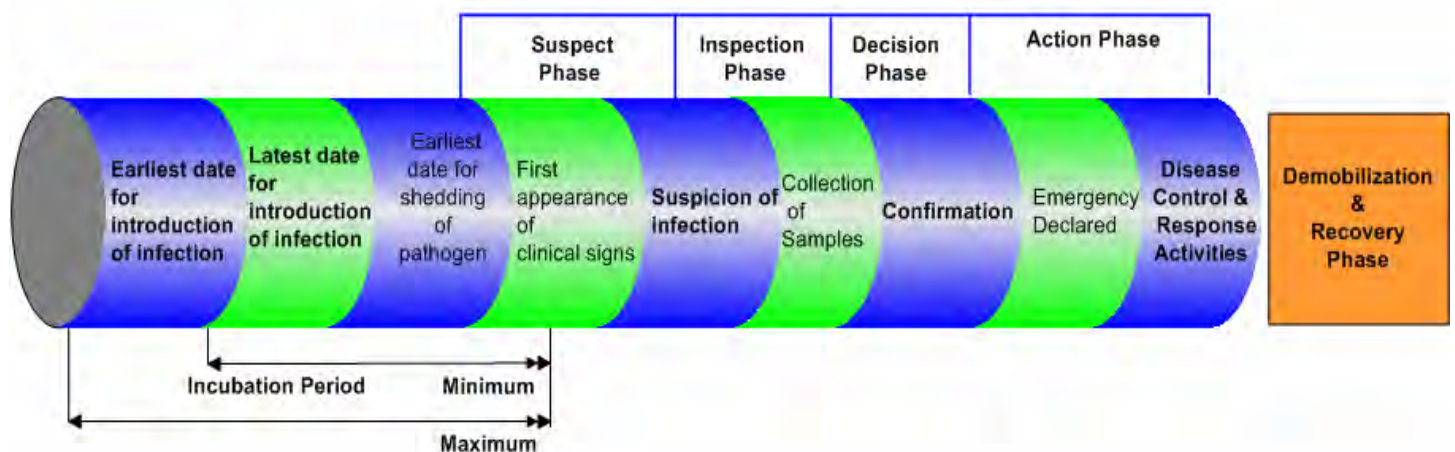 Suspect
Phase
Inspection
Phase
Decision
Phase
Action Phase
Earliest date
for
introduction
of infection
Latest date
for
introduction
of infection
Earliest
date for
shedding
of
pathogen
First
appearance
of
clinical signs
Suspicion of
infection
Collection
of
Samples
Confirmation
Emergency
Declared
Disease
Control &
Response
Activities
Demobilization
&
Recovery
Phase
Incubation Period
Minimum
Maximum